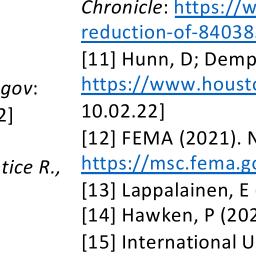 gov:
2]
tice R.,
Chronicle: https://w
reduction-of-84038
[11] Hunn, D; Demp
https://www.housto
10.02.22]
[12] FEMA (2021). N
https://msc.fema.go
[13] Lappalainen, E
[14] Hawken, P (202
[15] International U